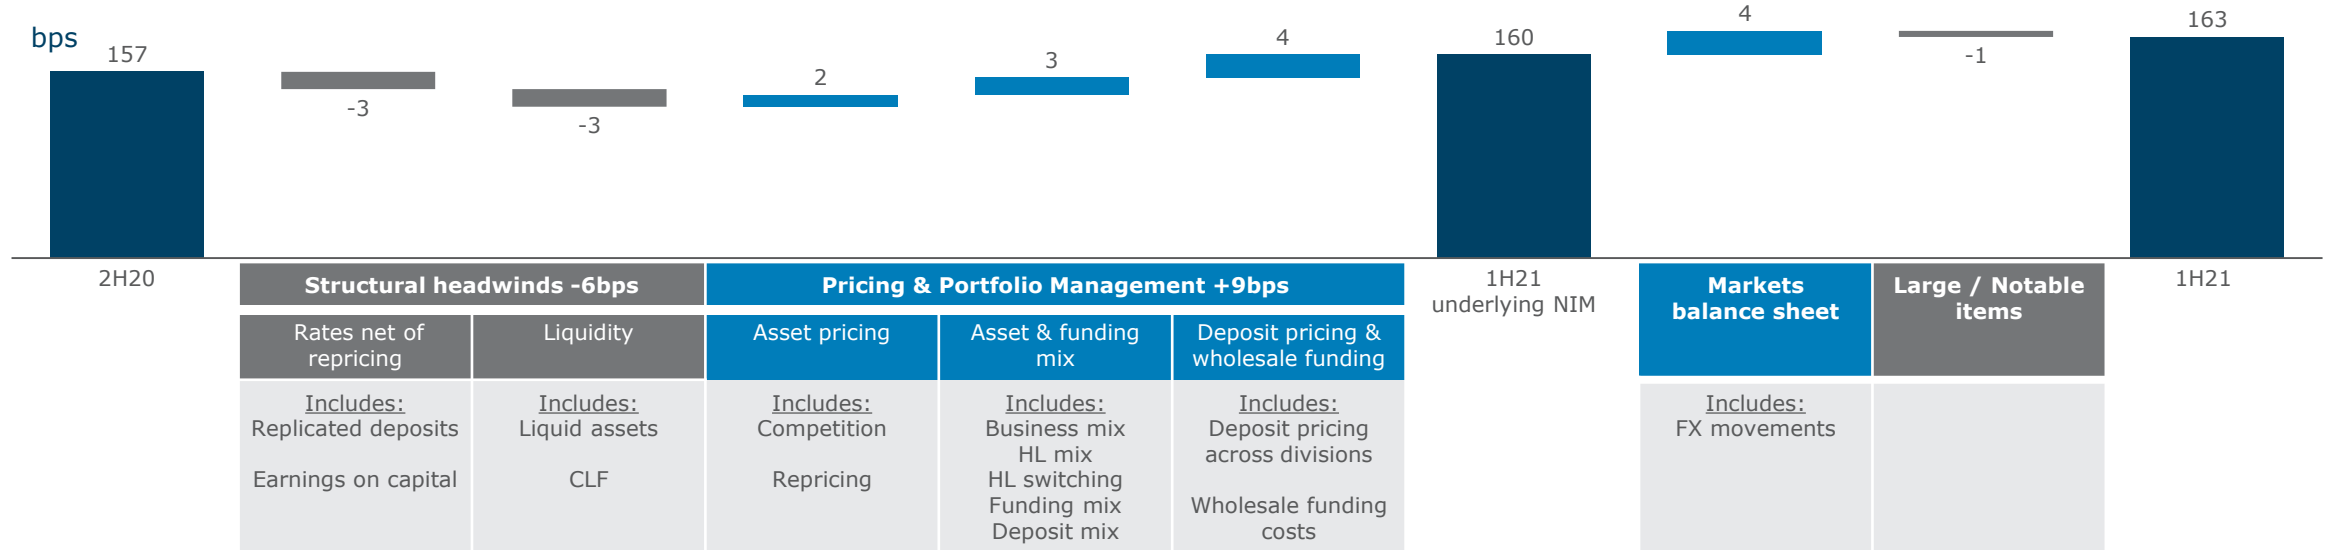 bps
157
-3
-3
2
3
4
160
4
-1
163
2H20
Structural headwinds -6bps
Pricing & Portfolio Management +9bps
1H21
underlying NIM
Markets
balance sheet
Large / Notable
items
1H21
Rates net of
repricing
Liquidity
Asset pricing
Asset & funding
mix
Deposit pricing &
wholesale funding
Includes:
Replicated deposits
Earnings on capital
Includes:
Liquid assets
CLF
Includes:
Competition
Repricing
Includes:
Business mix
HL mix
HL switching
Funding mix
Deposit mix
Includes:
Deposit pricing
across divisions
Wholesale funding
costs
Includes:
FX movements